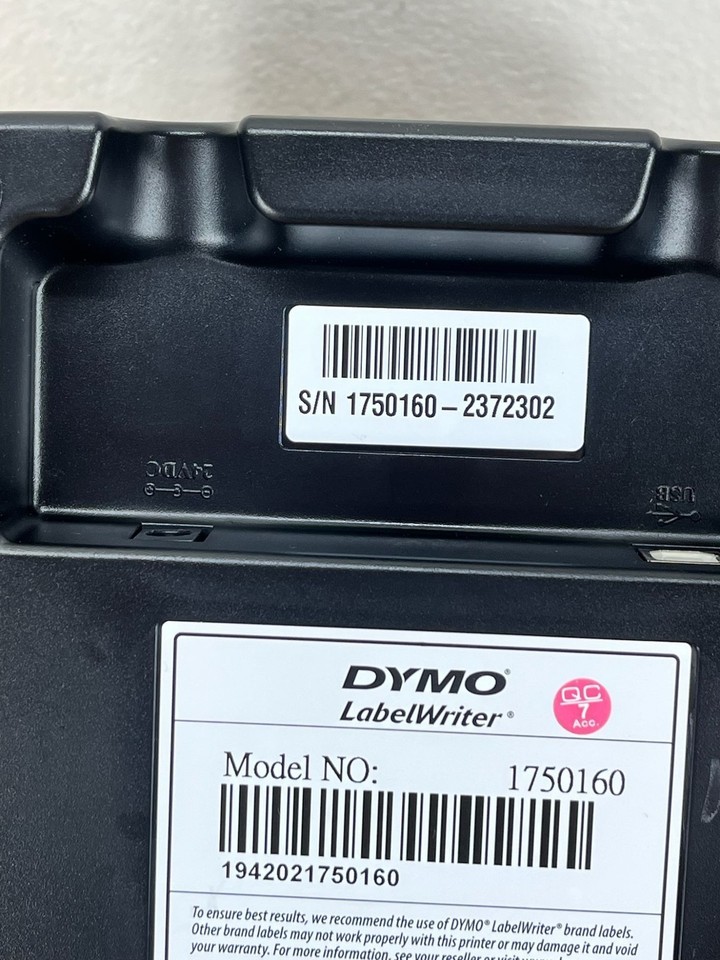 S/N 1750160-2372302
24VDC
USB
DYMO®
LabelWriter®
QC
7
Acc.
Model NO: 1750160
1942021750160
To ensure best results, we recommend the use of DYMO® LabelWriter® brand labels.
Other brand labels may not work properly with this printer or may damage it and void
your warranty. For more information, see your reseller or visit